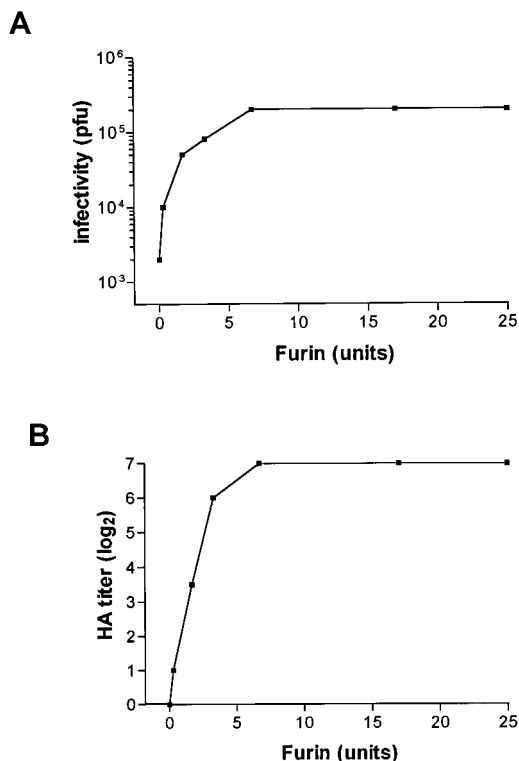 A
10⁶
10⁵
10⁴
10³
infectivity (pfu)
0 5 10 15 20 25
Furin (units)
B
7
6
5
4
3
2
1
0
HA titer (log₂)
0 5 10 15 20 25
Furin (units)